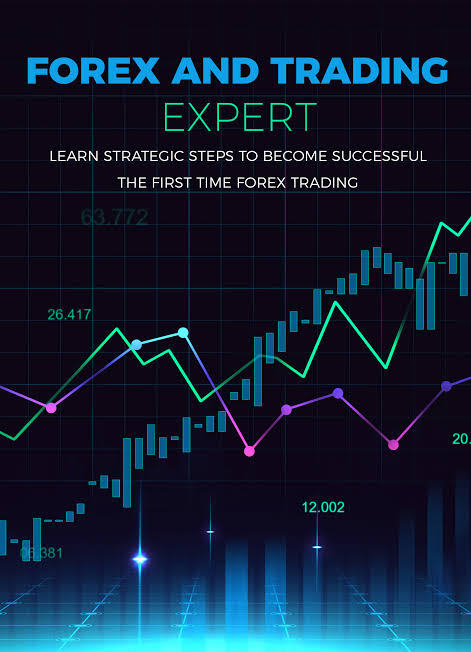 FOREX AND TRADING
EXPERT
LEARN STRATEGIC STEPS TO BECOME SUCCESSFUL
THE FIRST TIME FOREX TRADING
63.772
26.417
20.
12.002
06.381